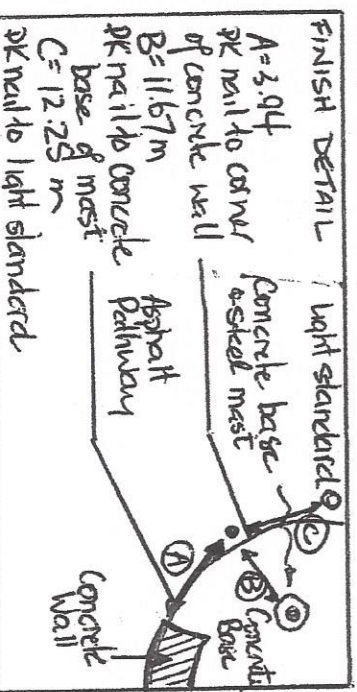 FINISH DETAIL
A=3.94
PK nail to corner
of concrete wall
B=11.67m
PK nail to concrete
base of mast
C=12.25 m
PK nail to light standard
light standard
Concrete base
& steel mast
Asphalt
Pathway
A
B
C
Concrete
Base
Concrete
Wall